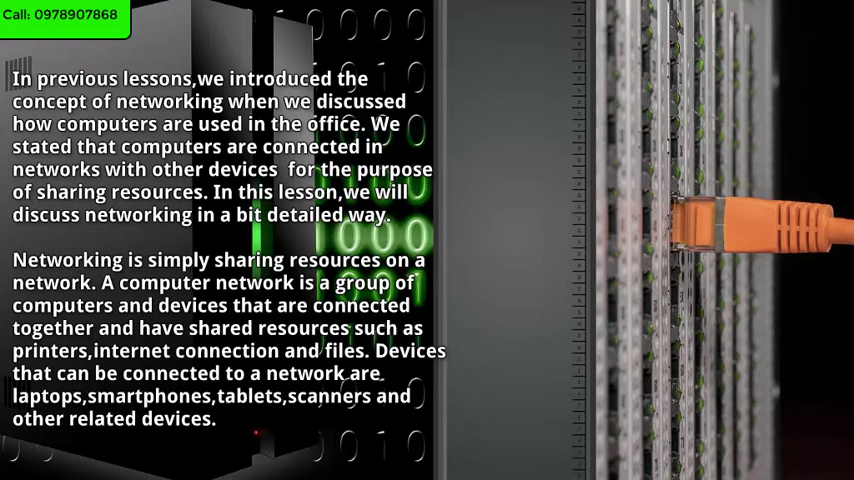 Call: 0978907868
In previous lessons,we introduced the
concept of networking when we discussed
how computers are used in the office. We
stated that computers are connected in
networks with other devices  for the purpose
of sharing resources. In this lesson,we will
discuss networking in a bit detailed way.
Networking is simply sharing resources on a
network. A computer network is a group of
computers and devices that are connected
together and have shared resources such as
printers,internet connection and files. Devices
that can be connected to a network are
laptops,smartphones,tablets,scanners and
other related devices.